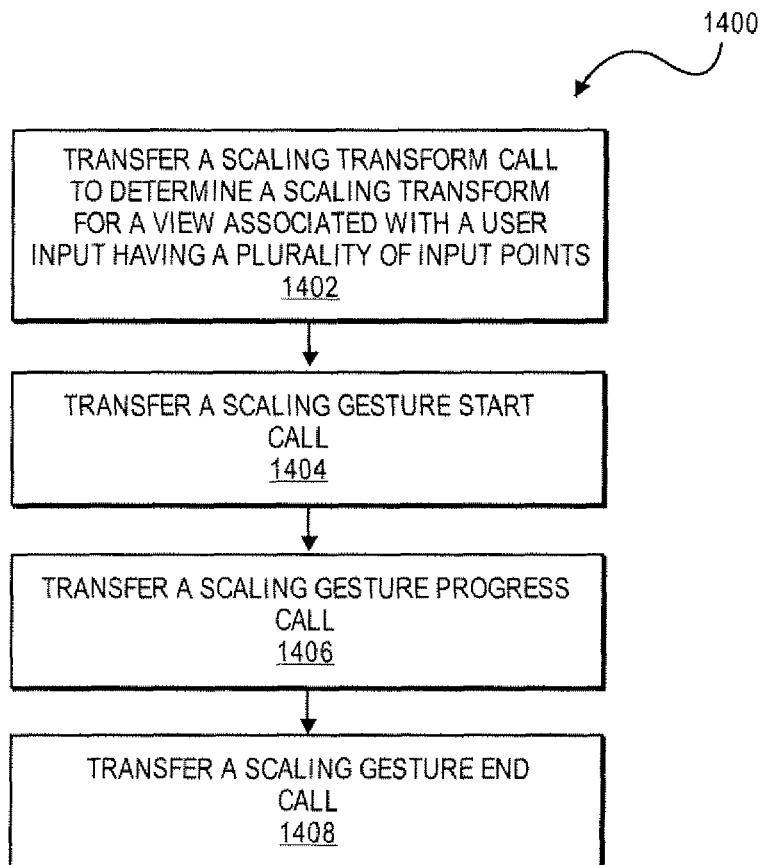 1400
TRANSFER A SCALING TRANSFORM CALL
TO DETERMINE A SCALING TRANSFORM
FOR A VIEW ASSOCIATED WITH A USER
INPUT HAVING A PLURALITY OF INPUT POINTS
1402
TRANSFER A SCALING GESTURE START
CALL
1404
TRANSFER A SCALING GESTURE PROGRESS
CALL
1406
TRANSFER A SCALING GESTURE END
CALL
1408